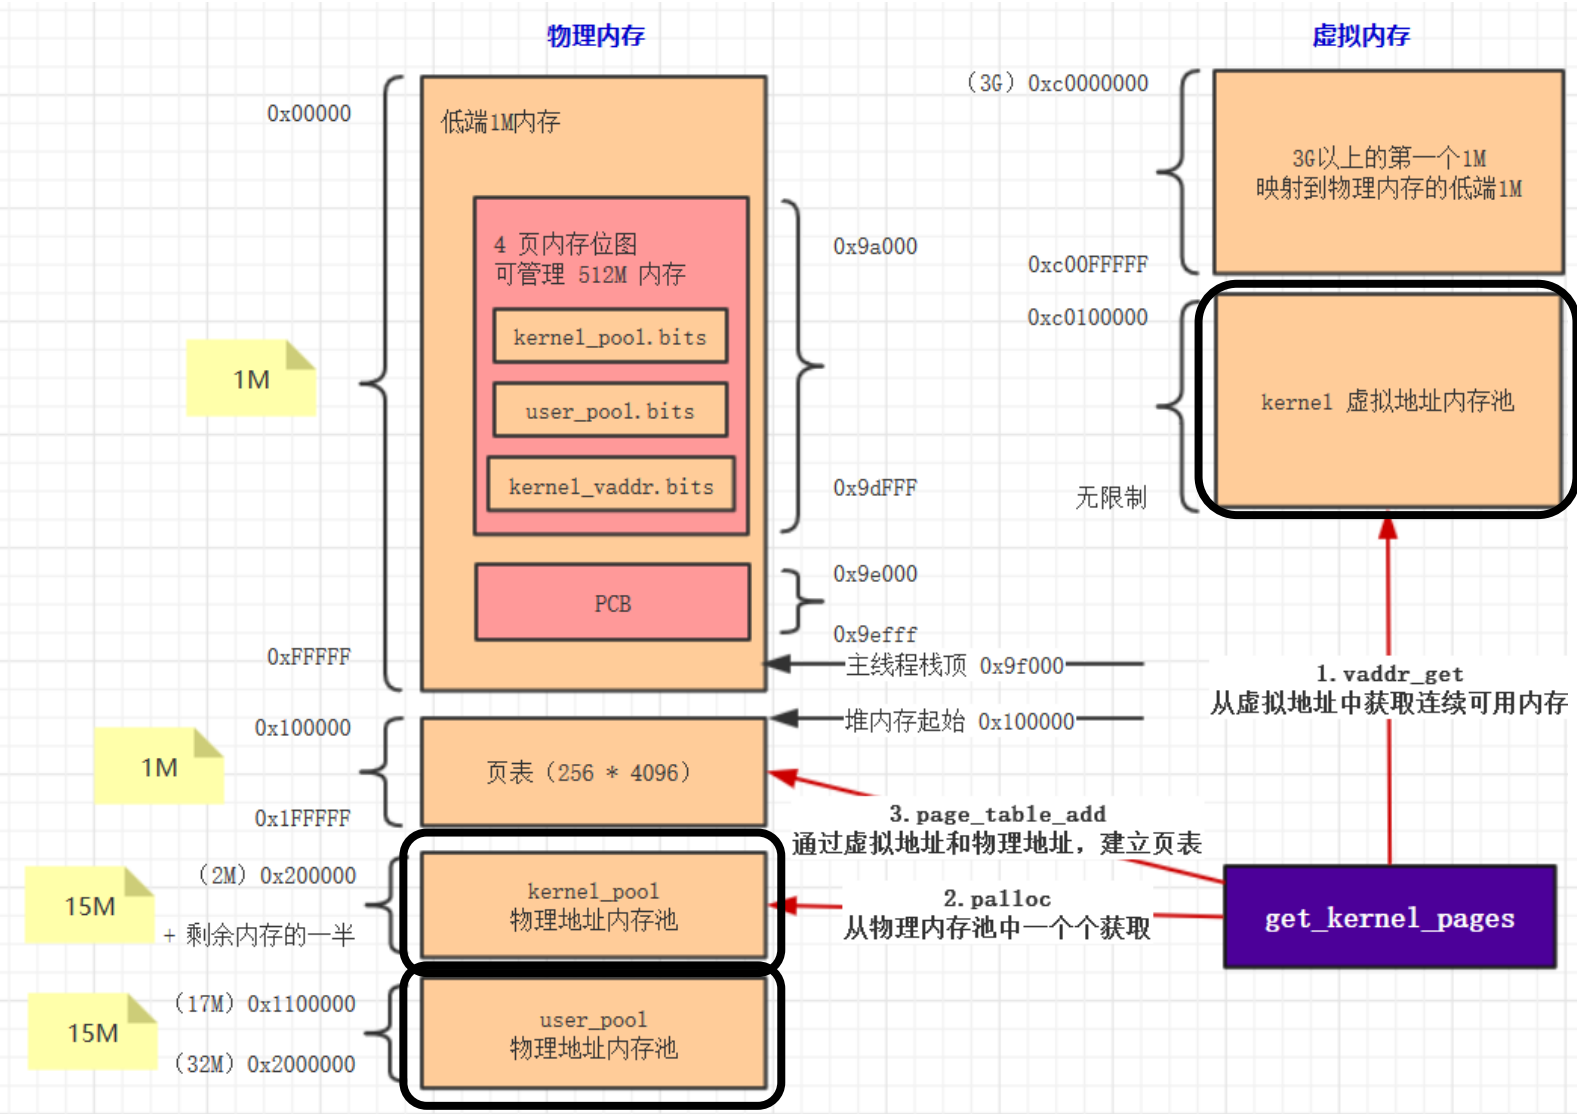 物理内存
虚拟内存
0x00000
1M
0xFFFFF
低端1M内存
4 页内存位图
可管理 512M 内存
kernel_pool.bits
user_pool.bits
kernel_vaddr.bits
PCB
0x9a000
0x9dFFF
0x9e000
0x9efff
主线程栈顶 0x9f000
堆内存起始 0x100000
(3G) 0xc0000000
0xc00FFFFF
3G以上的第一个1M
映射到物理内存的低端1M
0xc0100000
无限制
kernel 虚拟地址内存池
1.vaddr_get
从虚拟地址中获取连续可用内存
1M
0x100000
0x1FFFFF
页表（256 * 4096）
3.page_table_add
通过虚拟地址和物理地址，建立页表
15M
(2M) 0x200000
+ 剩余内存的一半
kernel_pool
物理地址内存池
2.palloc
从物理内存池中一个个获取
get_kernel_pages
15M
(17M) 0x1100000
(32M) 0x2000000
user_pool
物理地址内存池